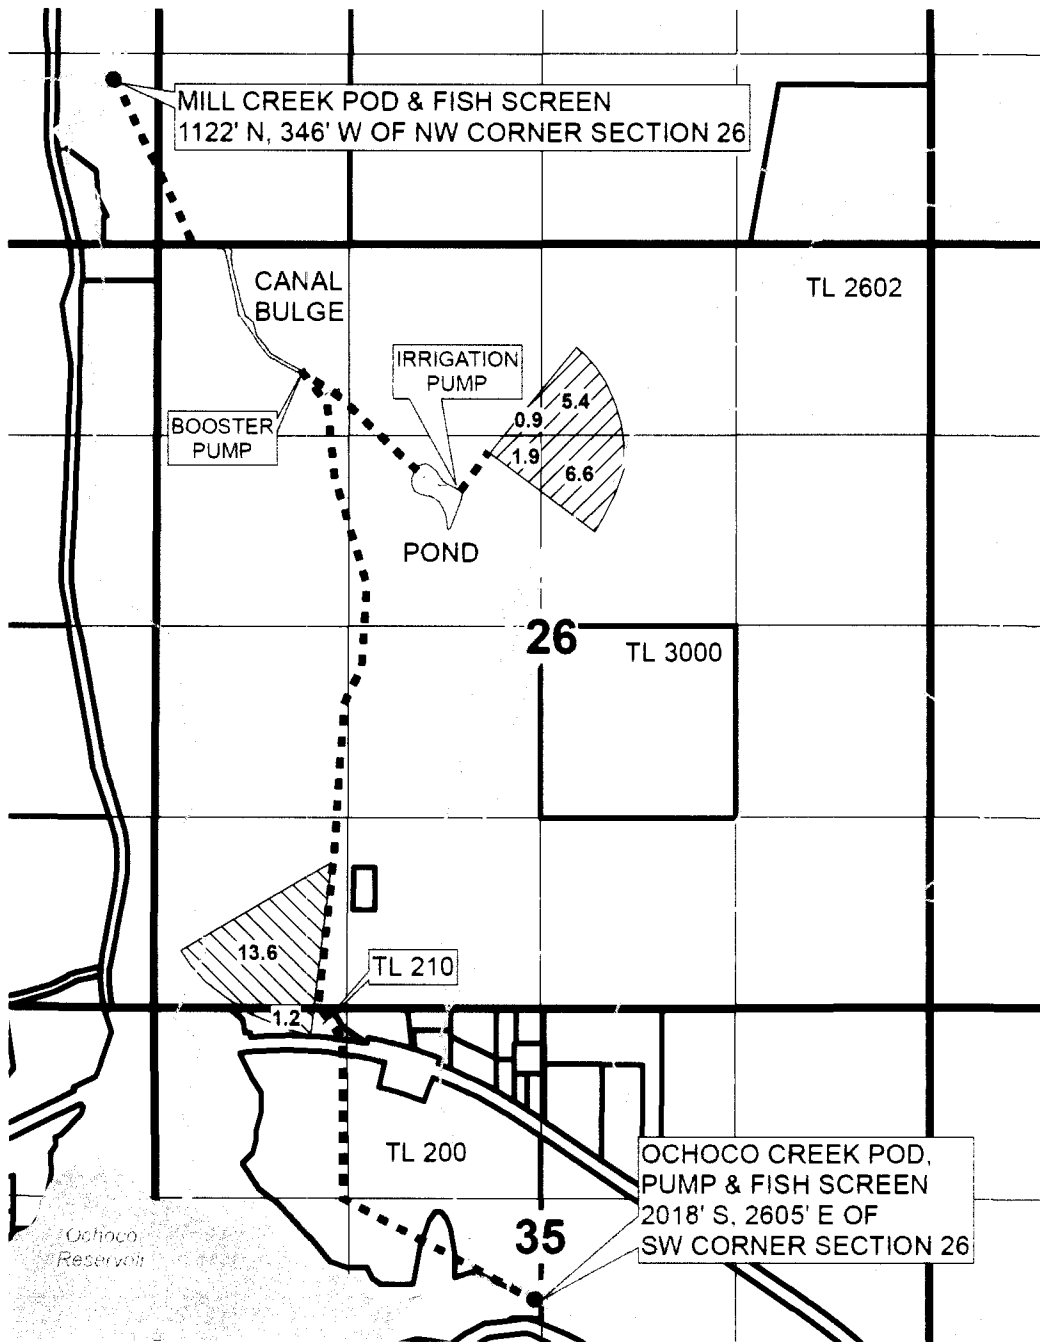 MILL CREEK POD & FISH SCREEN
1122' N, 346' W OF NW CORNER SECTION 26
CANAL
BULGE
TL 2602
IRRIGATION
PUMP
BOOSTER
PUMP
0.9
5.4
1.9
6.6
POND
26
TL 3000
13.6
TL 210
1.2
TL 200
OCHOCO CREEK POD,
PUMP & FISH SCREEN
2018' S, 2605' E OF
SW CORNER SECTION 26
35
Ochoco
Reservoir